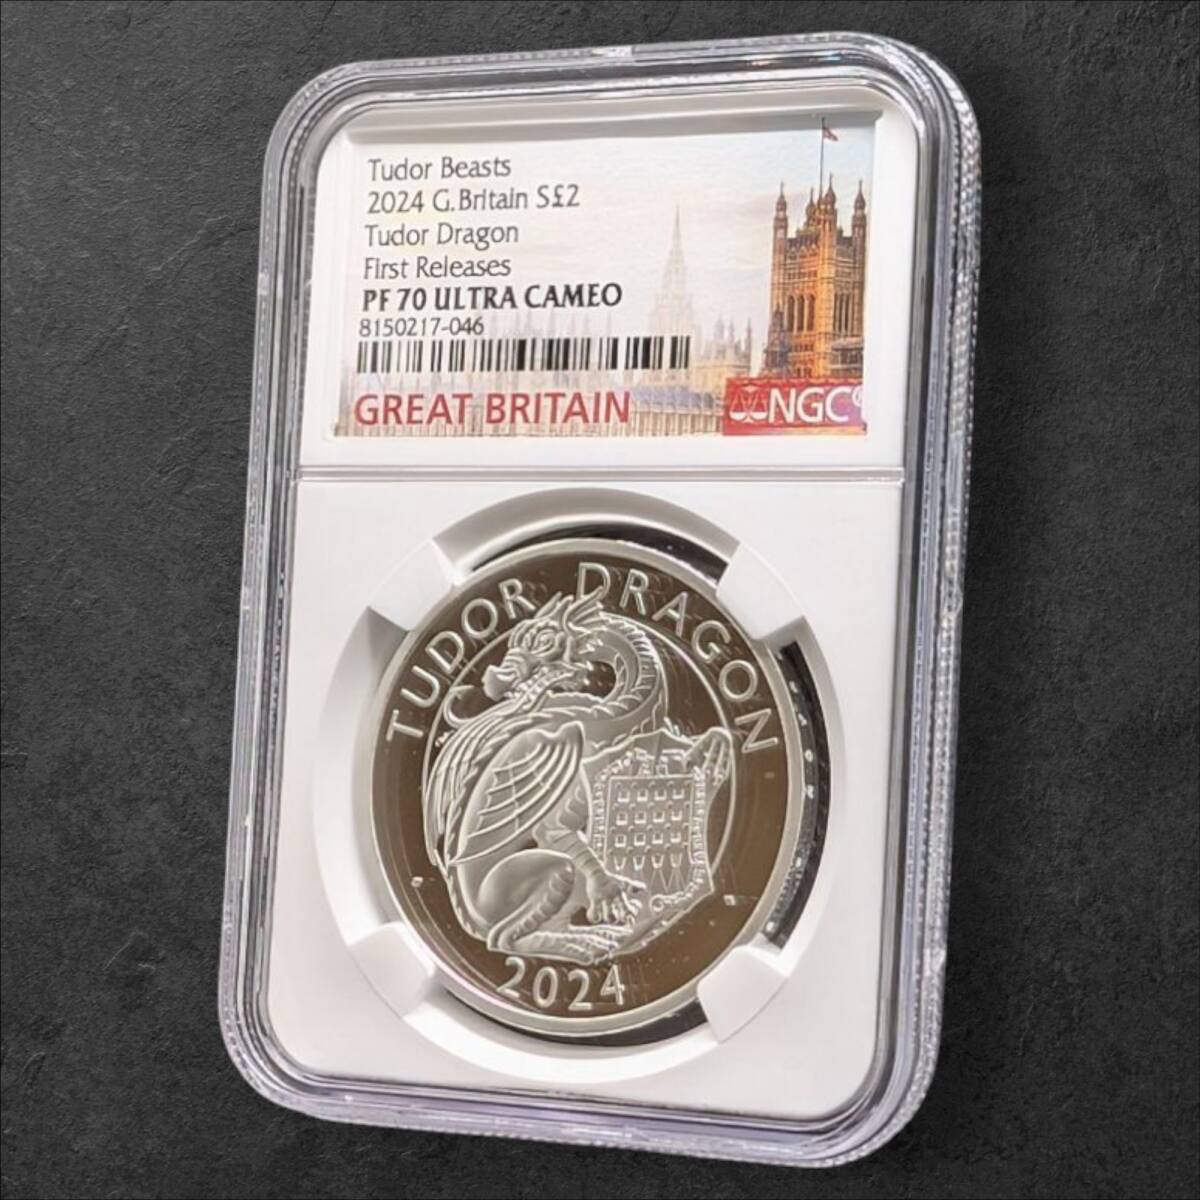 Tudor Beasts
2024 G.Britain S£2
Tudor Dragon
First Releases
PF 70 ULTRA CAMEO
8150217-046
GREAT BRITAIN
NGC
TUDOR DRAGON
2024